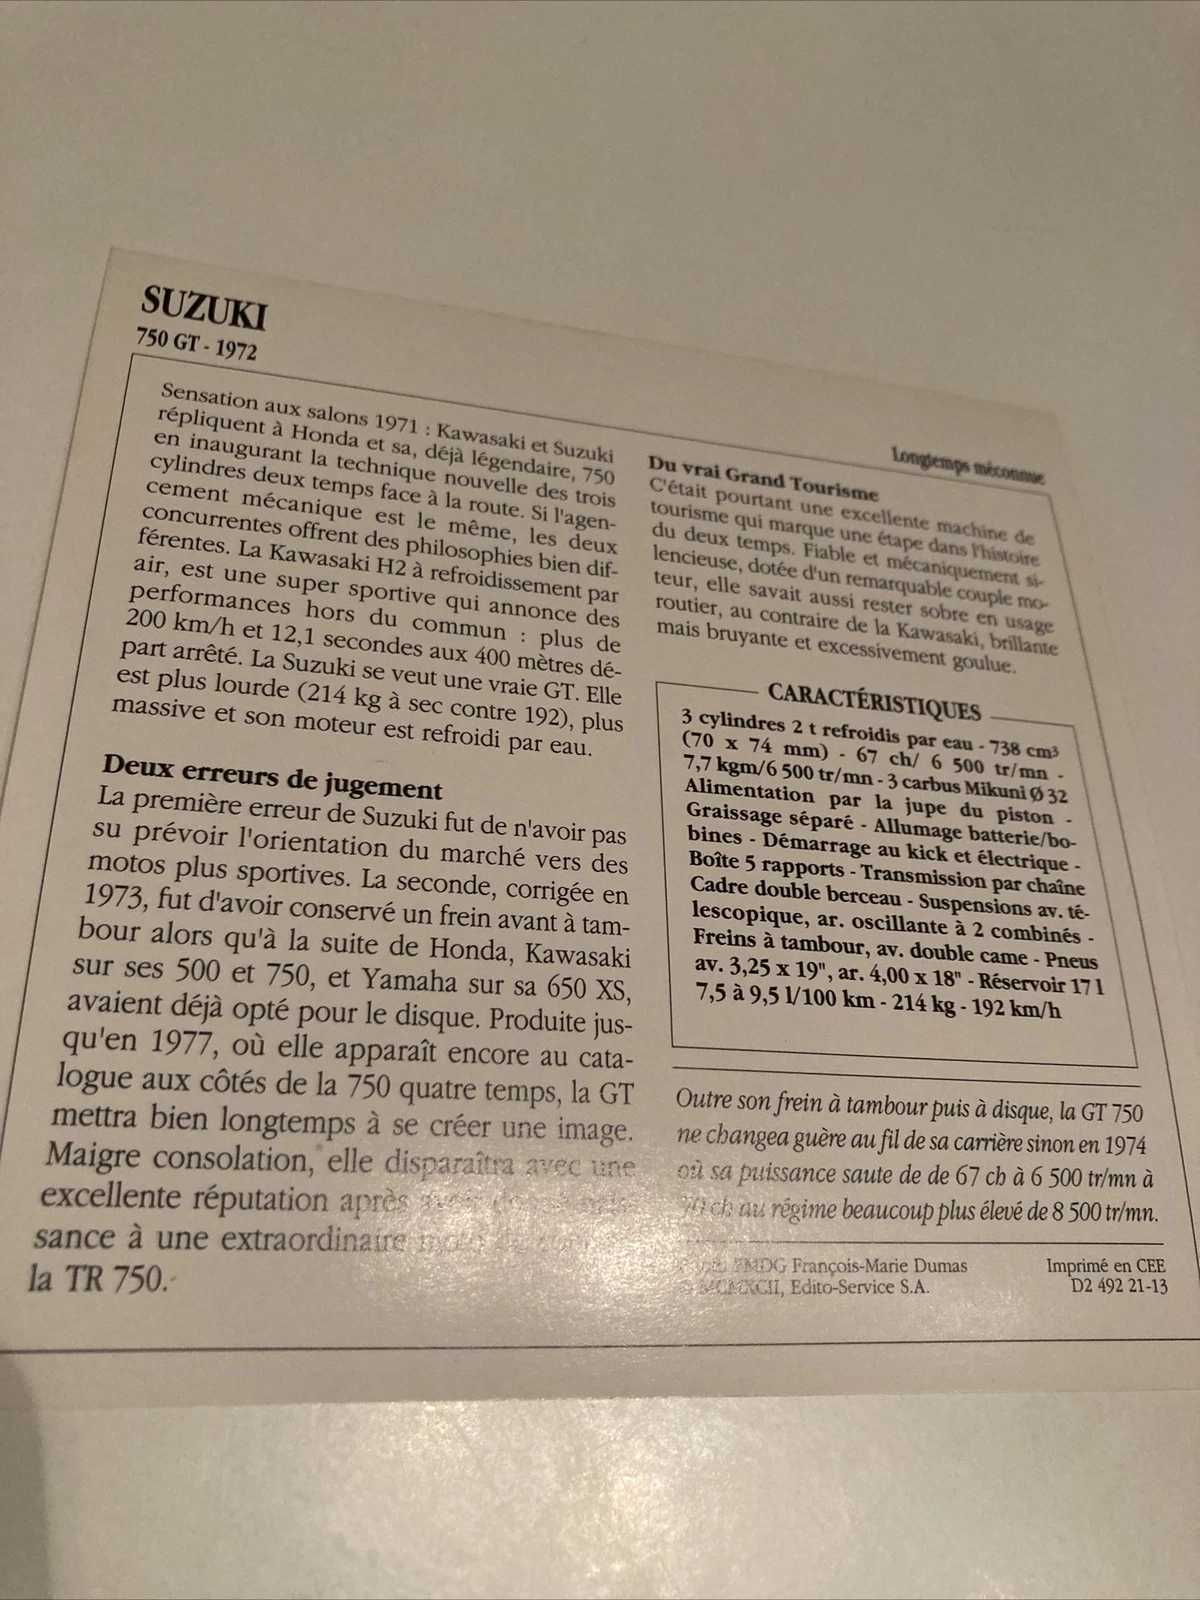 SUZUKI
750 GT - 1972
Longtemps méconnue
Sensation aux salons 1971 : Kawasaki et Suzuki
répliquent à Honda et sa, déjà légendaire, 750
en inaugurant la technique nouvelle des trois
cylindres deux temps face à la route. Si l'agen-
cement mécanique est le même, les deux
concurrentes offrent des philosophies bien dif-
férentes. La Kawasaki H2 à refroidissement par
air, est une super sportive qui annonce des
performances hors du commun : plus de
200 km/h et 12,1 secondes aux 400 mètres dé-
part arrêté. La Suzuki se veut une vraie GT. Elle
est plus lourde (214 kg à sec contre 192), plus
massive et son moteur est refroidi par eau.
Deux erreurs de jugement
La première erreur de Suzuki fut de n'avoir pas
su prévoir l'orientation du marché vers des
motos plus sportives. La seconde, corrigée en
1973, fut d'avoir conservé un frein avant à tam-
bour alors qu'à la suite de Honda, Kawasaki
sur ses 500 et 750, et Yamaha sur sa 650 XS,
avaient déjà opté pour le disque. Produite jus-
qu'en 1977, où elle apparaît encore au cata-
logue aux côtés de la 750 quatre temps, la GT
mettra bien longtemps à se créer une image.
Maigre consolation, elle disparaîtra avec une
excellente réputation après
sance à une extraordinaire
la TR 750.
Du vrai Grand Tourisme
C'était pourtant une excellente machine de
tourisme qui marque une étape dans l'histoire
du deux temps. Fiable et mécaniquement si-
lencieuse, dotée d'un remarquable couple mo-
teur, elle savait aussi rester sobre en usage
routier, au contraire de la Kawasaki, brillante
mais bruyante et excessivement goulue.
CARACTÉRISTIQUES
3 cylindres 2 t refroidis par eau - 738 cm³
(70 x 74 mm) - 67 ch/ 6 500 tr/mn -
7,7 kgm/6 500 tr/mn - 3 carbus Mikuni Ø 32
Alimentation par la jupe du piston -
Graissage séparé - Allumage batterie/bo-
bines - Démarrage au kick et électrique -
Boîte 5 rapports - Transmission par chaîne
Cadre double berceau - Suspensions av. té-
lescopique, ar. oscillante à 2 combinés -
Freins à tambour, av. double came - Pneus
av. 3,25 x 19", ar. 4,00 x 18" - Réservoir 17 l
7,5 à 9,5 l/100 km - 214 kg - 192 km/h
Outre son frein à tambour puis à disque, la GT 750
ne changea guère au fil de sa carrière sinon en 1974
où sa puissance saute de de 67 ch à 6 500 tr/mn à
70 ch au régime beaucoup plus élevé de 8 500 tr/mn.
FMDG François-Marie Dumas
© MCMXCII, Edito-Service S.A.
Imprimé en CEE
D2 492 21-13